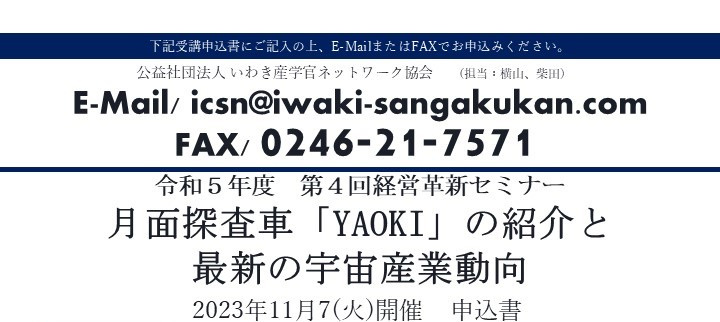 下記受講申込書にご記入の上、E-MailまたはFAXでお申込みください。
公益社団法人 いわき産学官ネットワーク協会　（担当：横山、柴田）
E-Mail/ icsn@iwaki-sangakukan.com
FAX/ 0246-21-7571
令和５年度　第４回経営革新セミナー
月面探査車「YAOKI」の紹介と
最新の宇宙産業動向
2023年11月7(火)開催　申込書